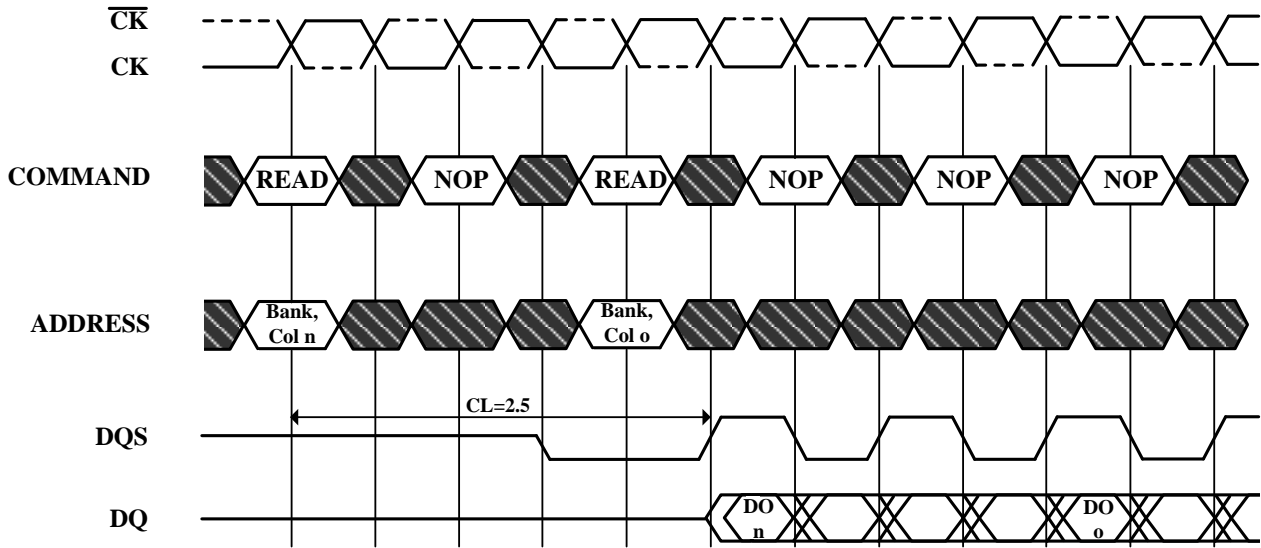 CK
CK
COMMAND
READ NOP READ NOP NOP NOP
ADDRESS
Bank,
Col n
Bank,
Col o
CL=2.5
DQS
DQ
DO
n
DO
o